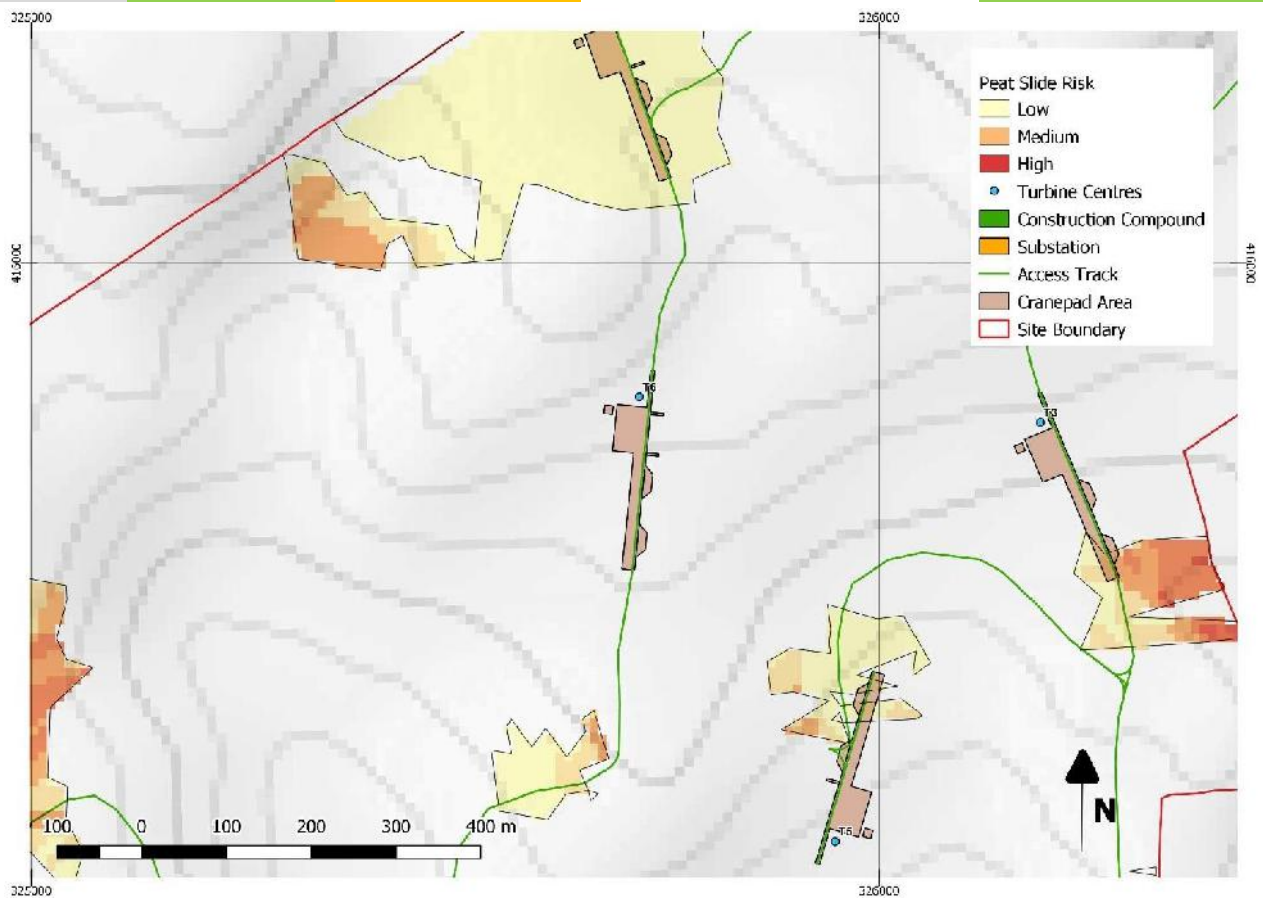 325000
326000
Peat Slide Risk
Low
Medium
High
Turbine Centres
Construction Compound
Substation
Access Track
Cranepad Area
Site Boundary
T6
T3
T5
N
100 0 100 200 300 400 m
325000
326000